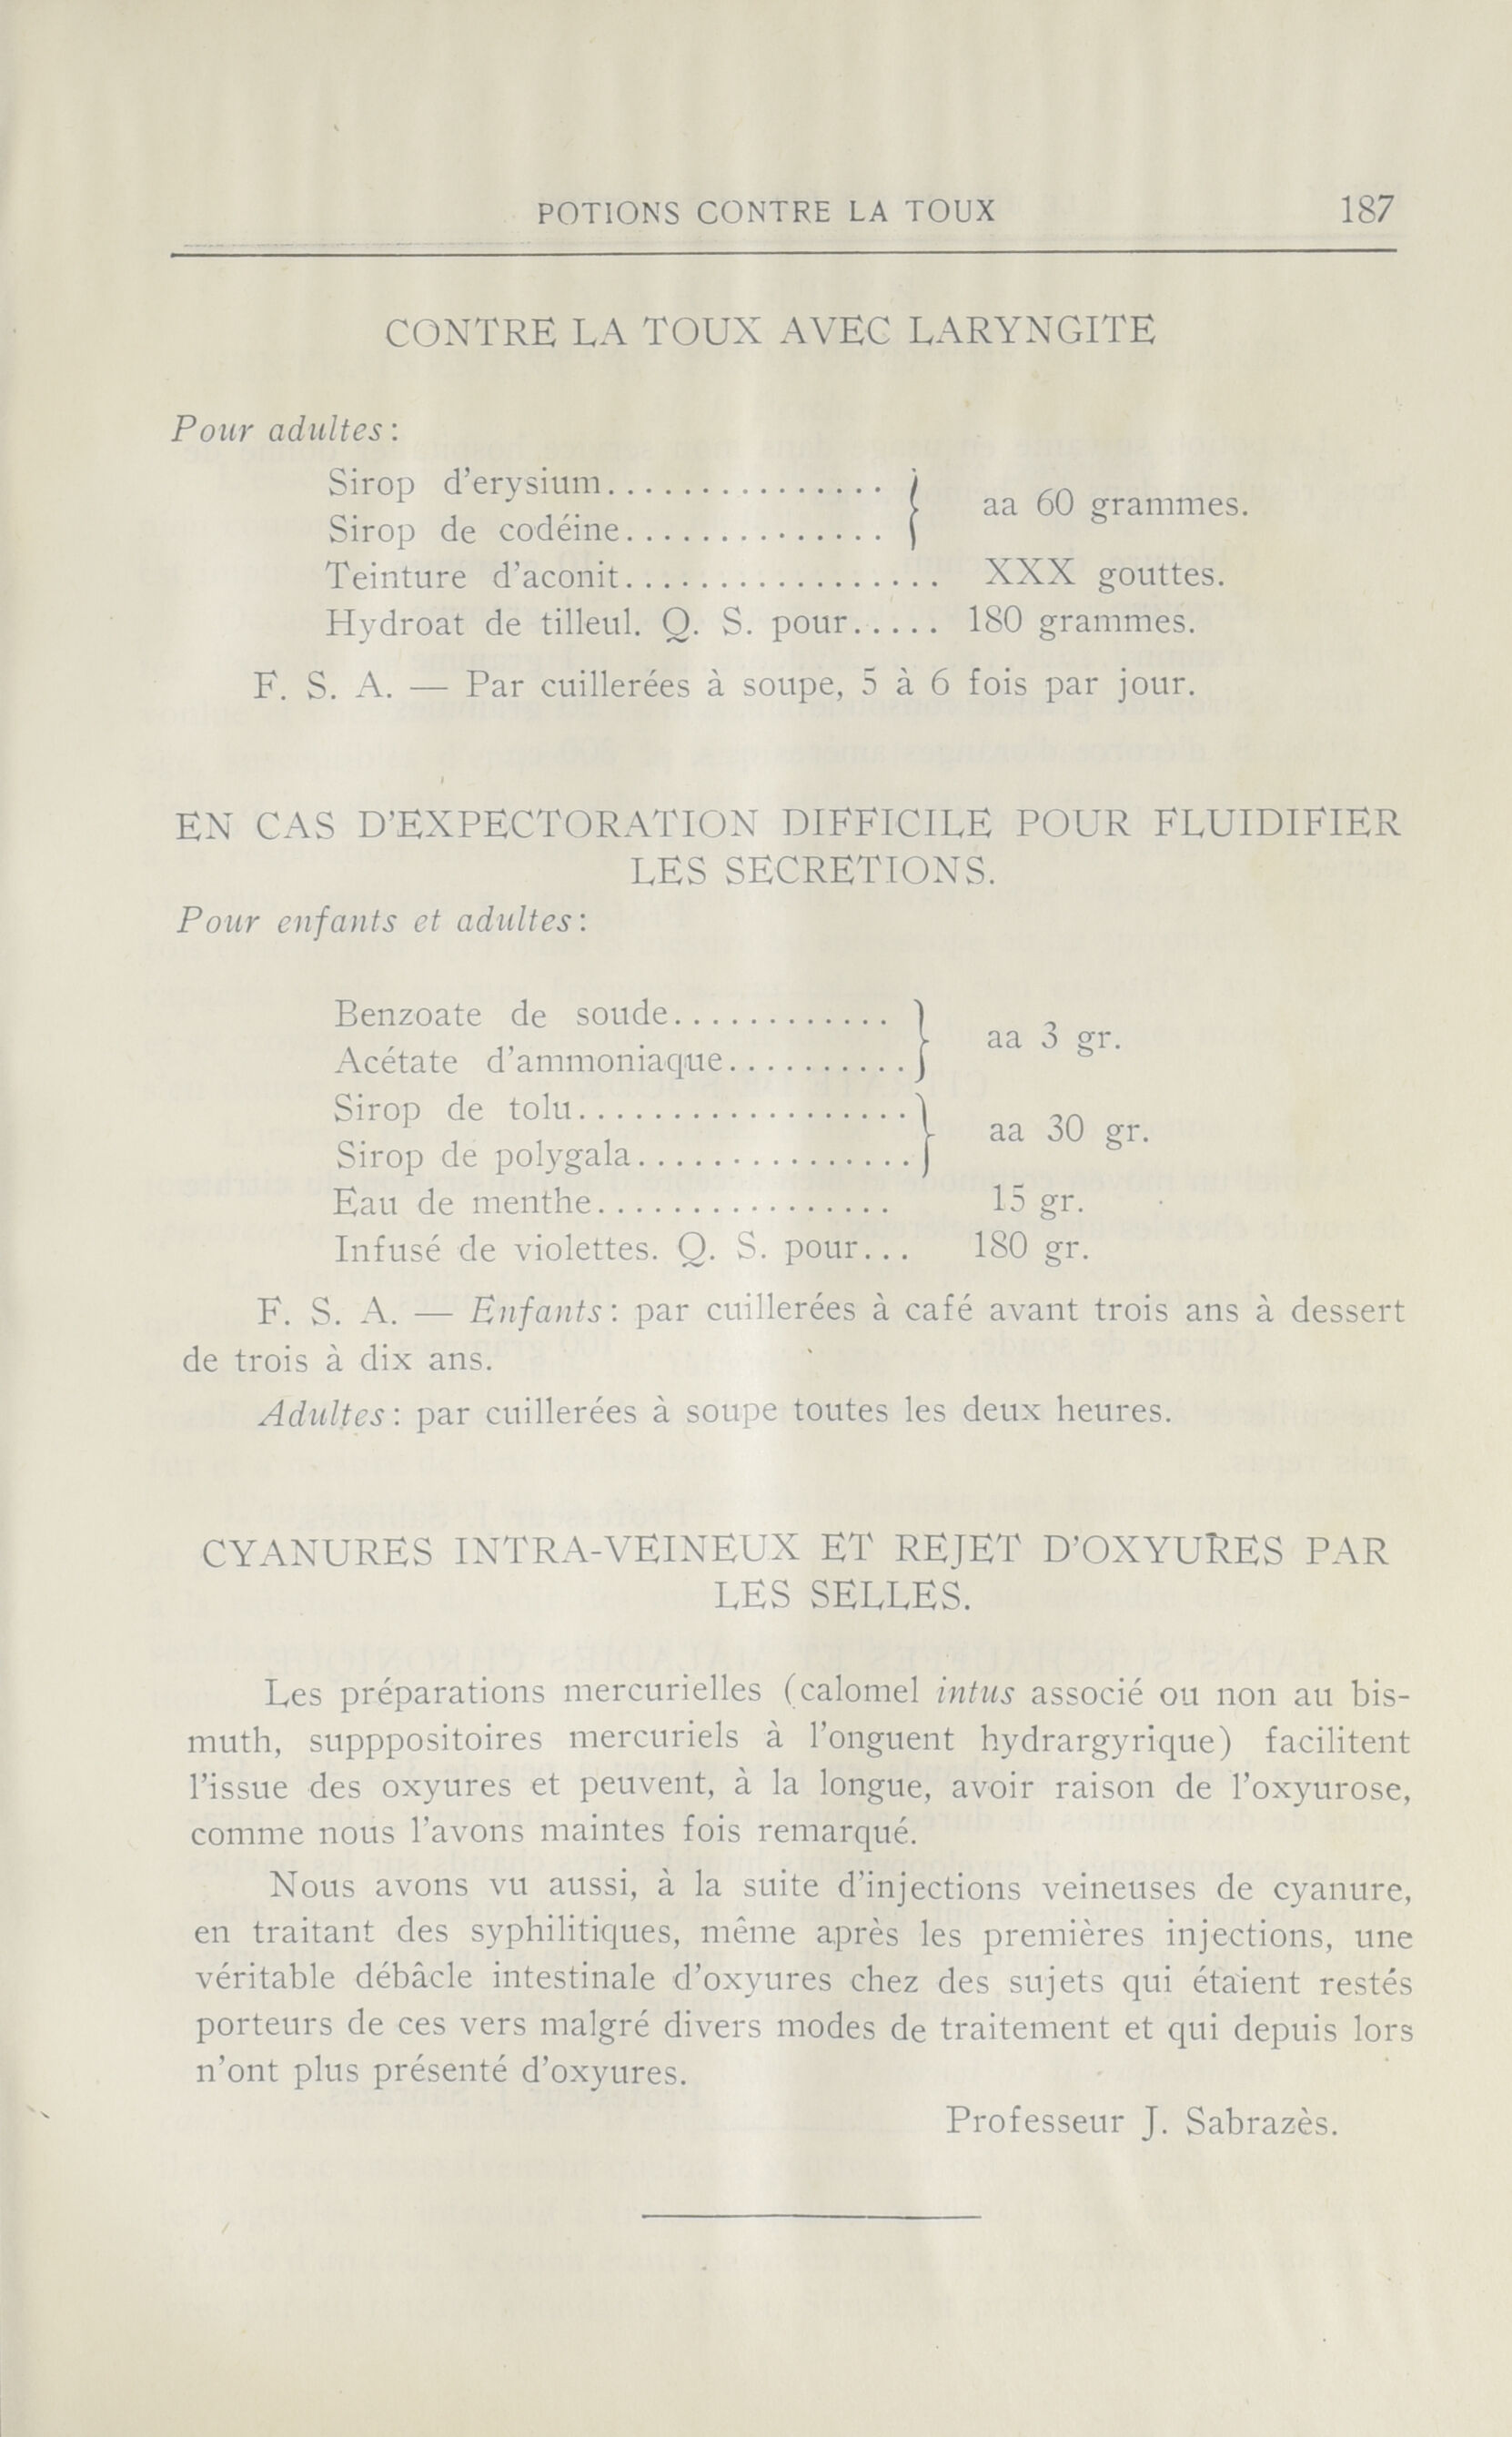 POTIONS CONTRE LA TOUX 187
CONTRE LA TOUX AVEC LARYNGITE
Pour adultes:
Sirop d'erysium................ } aa 60 grammes.
Sirop de codéine...............
Teinture d'aconit................. XXX gouttes.
Hydroat de tilleul. Q. S. pour..... 180 grammes.
F. S. A. — Par cuillerées à soupe, 5 à 6 fois par jour.
EN CAS D'EXPECTORATION DIFFICILE POUR FLUIDIFIER
LES SECRETIONS.
Pour enfants et adultes:
Benzoate de soude............. } aa 3 gr.
Acétate d'ammoniaque..........
Sirop de tolu.................. } aa 30 gr.
Sirop de polygala...............
Eau de menthe................ 15 gr.
Infusé de violettes. Q. S. pour... 180 gr.
F. S. A. — Enfants: par cuillerées à café avant trois ans à dessert
de trois à dix ans.
Adultes: par cuillerées à soupe toutes les deux heures.
CYANURES INTRA-VEINEUX ET REJET D'OXYURES PAR
LES SELLES.
Les préparations mercurielles (calomel intus associé ou non au bis-
muth, supppositoires mercuriels à l'onguent hydrargyrique) facilitent
l'issue des oxyures et peuvent, à la longue, avoir raison de l'oxyurose,
comme nous l'avons maintes fois remarqué.
Nous avons vu aussi, à la suite d'injections veineuses de cyanure,
en traitant des syphilitiques, même après les premières injections, une
véritable débâcle intestinale d'oxyures chez des sujets qui étaient restés
porteurs de ces vers malgré divers modes de traitement et qui depuis lors
n'ont plus présenté d'oxyures.
Professeur J. Sabrazès.